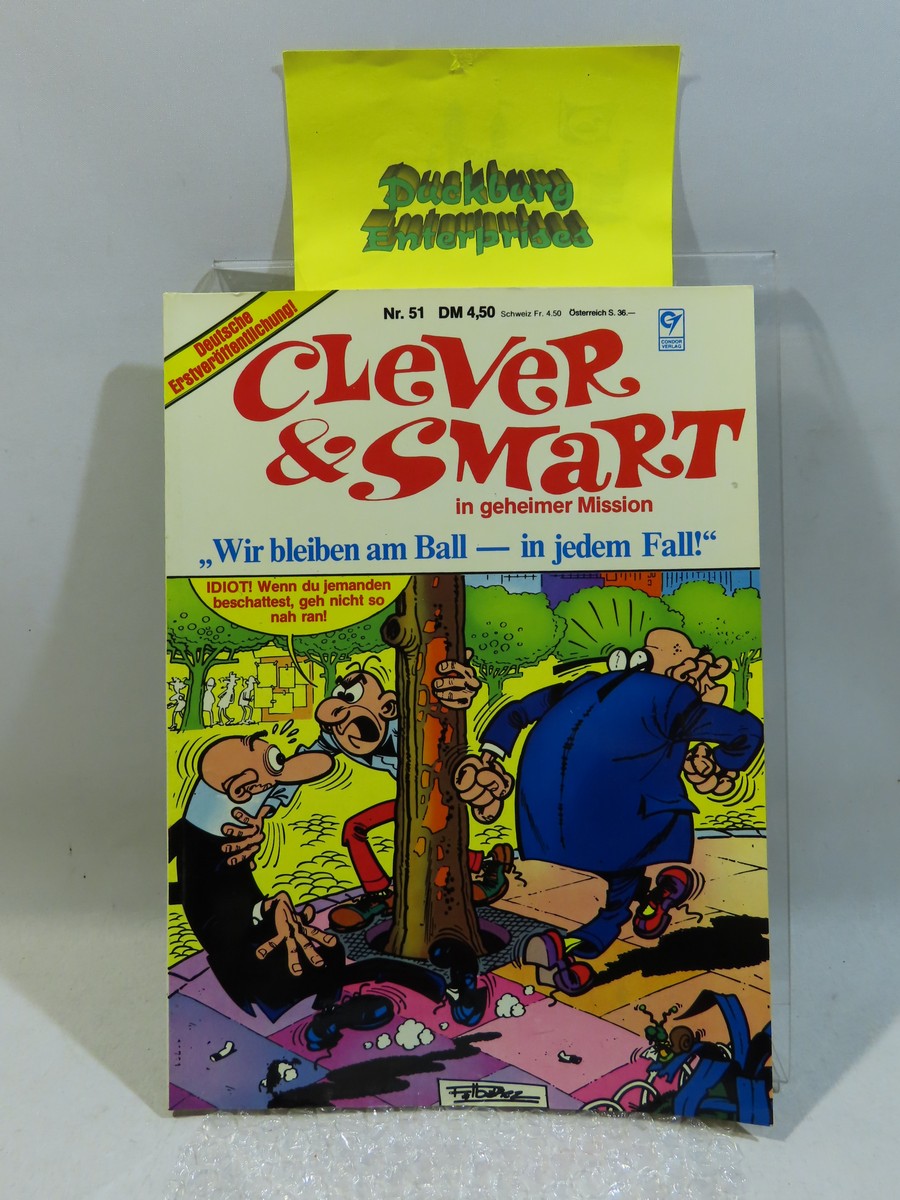 Duckburg
Enterprises
Deutsche
Erstveröffentlichung!
Nr. 51 DM 4,50 Schweiz Fr. 4.50 Österreich S. 36.—
CONDOR
VERLAG
CLeVeR
& SMaRT
in geheimer Mission
„Wir bleiben am Ball — in jedem Fall!“
IDIOT! Wenn du jemanden
beschattest, geh nicht so
nah ran!